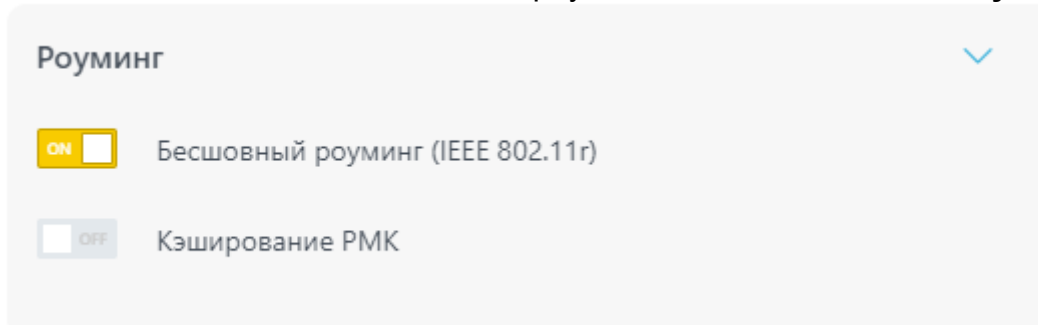 Роуминг
ON Бесшовный роуминг (IEEE 802.11r)
OFF Кэширование PMK